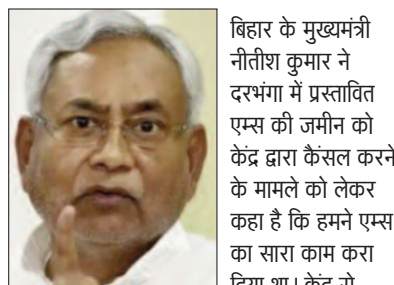 बिहार के मुख्यमंत्री
नीतीश कुमार ने
दरभंगा में प्रस्तावित
एम्स की जमीन को
केंद्र द्वारा कैंसल करने
के मामले को लेकर
कहा है कि हमने एम्स
का सारा काम करा
दिया था। केंद्र से